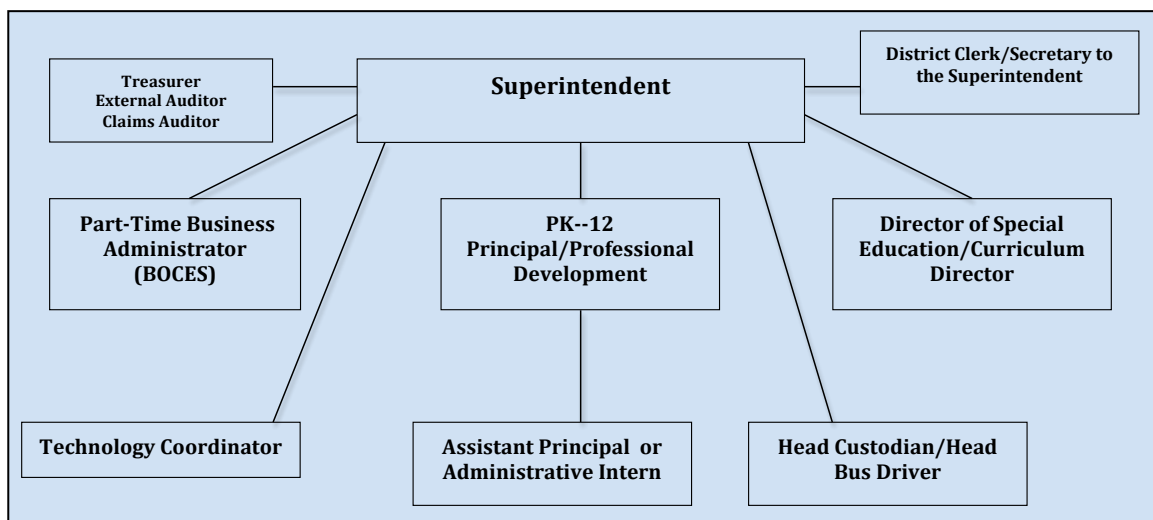 Treasurer
External Auditor
Claims Auditor
Superintendent
District Clerk/Secretary to
the Superintendent
Part-Time Business
Administrator
(BOCES)
PK--12
Principal/Professional
Development
Director of Special
Education/Curriculum
Director
Technology Coordinator
Assistant Principal or
Administrative Intern
Head Custodian/Head
Bus Driver